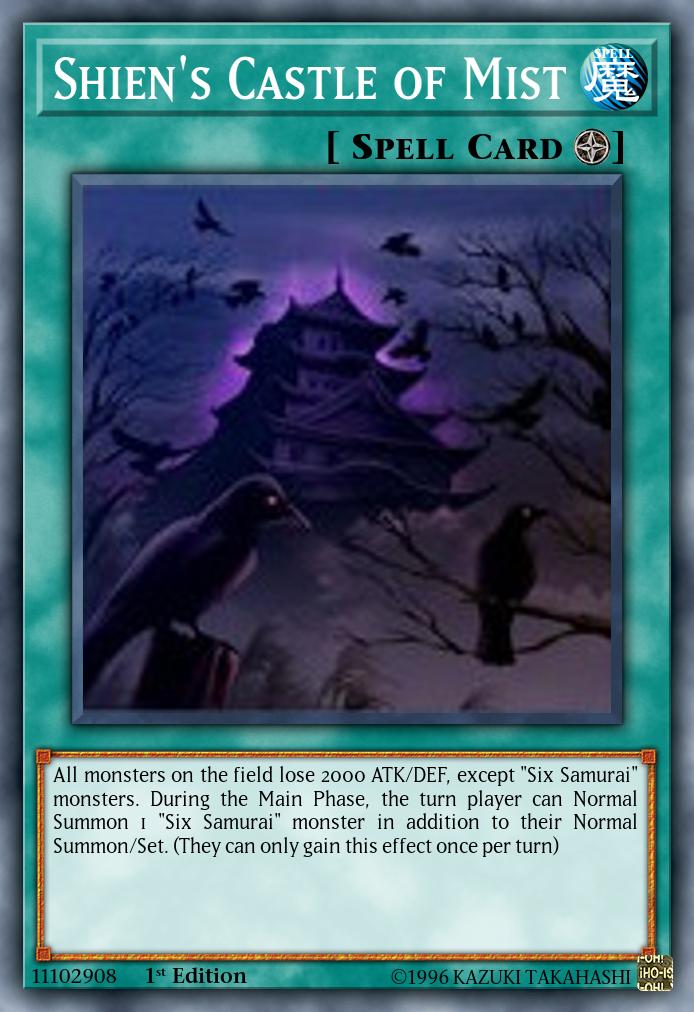 SHIEN'S CASTLE OF MIST
SPELL
魔
[ SPELL CARD ]
All monsters on the field lose 2000 ATK/DEF, except "Six Samurai"
monsters. During the Main Phase, the turn player can Normal
Summon 1 "Six Samurai" monster in addition to their Normal
Summon/Set. (They can only gain this effect once per turn)
11102908 1st Edition ©1996 KAZUKI TAKAHASHI